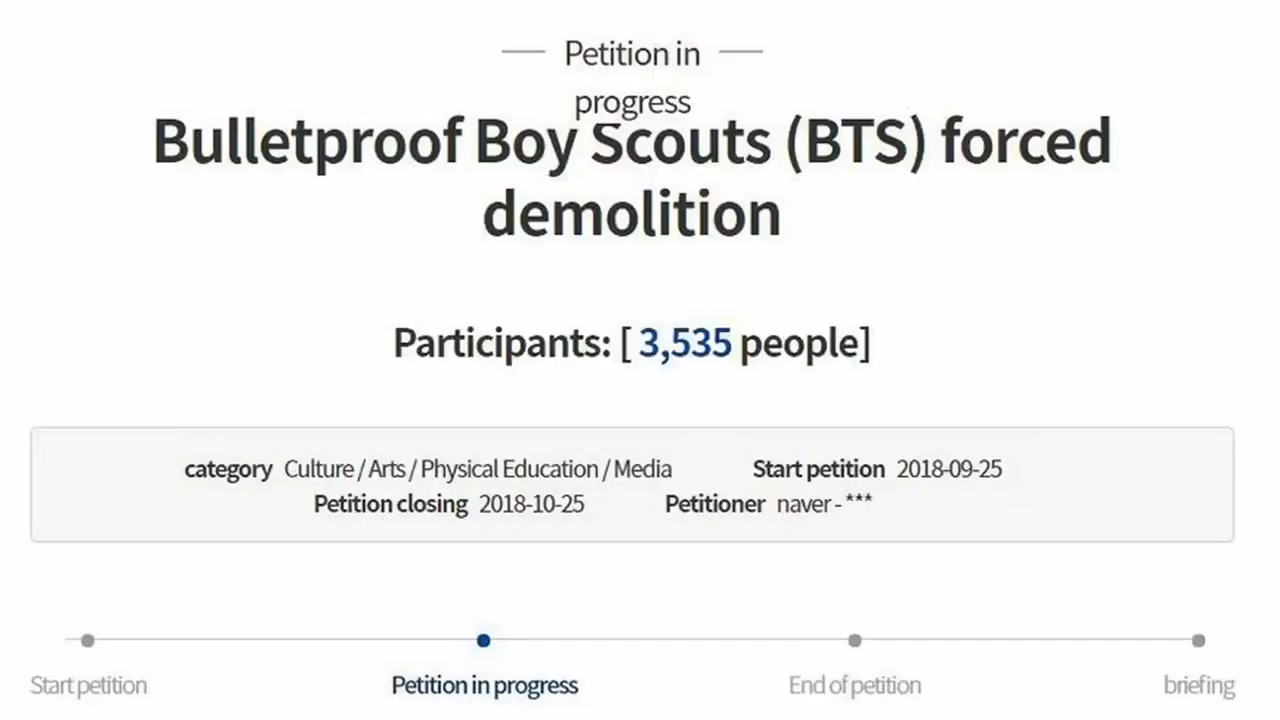 Petition in
progress
Bulletproof Boy Scouts (BTS) forced
demolition
Participants: [ 3,535 people]
category Culture / Arts / Physical Education / Media Start petition 2018-09-25
Petition closing 2018-10-25 Petitioner naver - ***
Start petition Petition in progress End of petition briefing